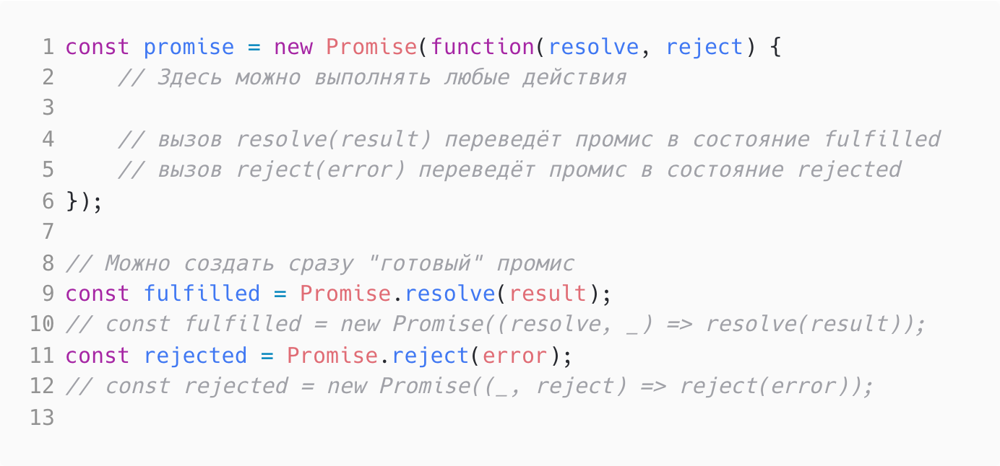 1 const promise = new Promise(function(resolve, reject) {
2     // Здесь можно выполнять любые действия
3
4     // вызов resolve(result) переведёт промис в состояние fulfilled
5     // вызов reject(error) переведёт промис в состояние rejected
6 });
7
8 // Можно создать сразу "готовый" промис
9 const fulfilled = Promise.resolve(result);
10 // const fulfilled = new Promise((resolve, _) => resolve(result));
11 const rejected = Promise.reject(error);
12 // const rejected = new Promise((_, reject) => reject(error));
13